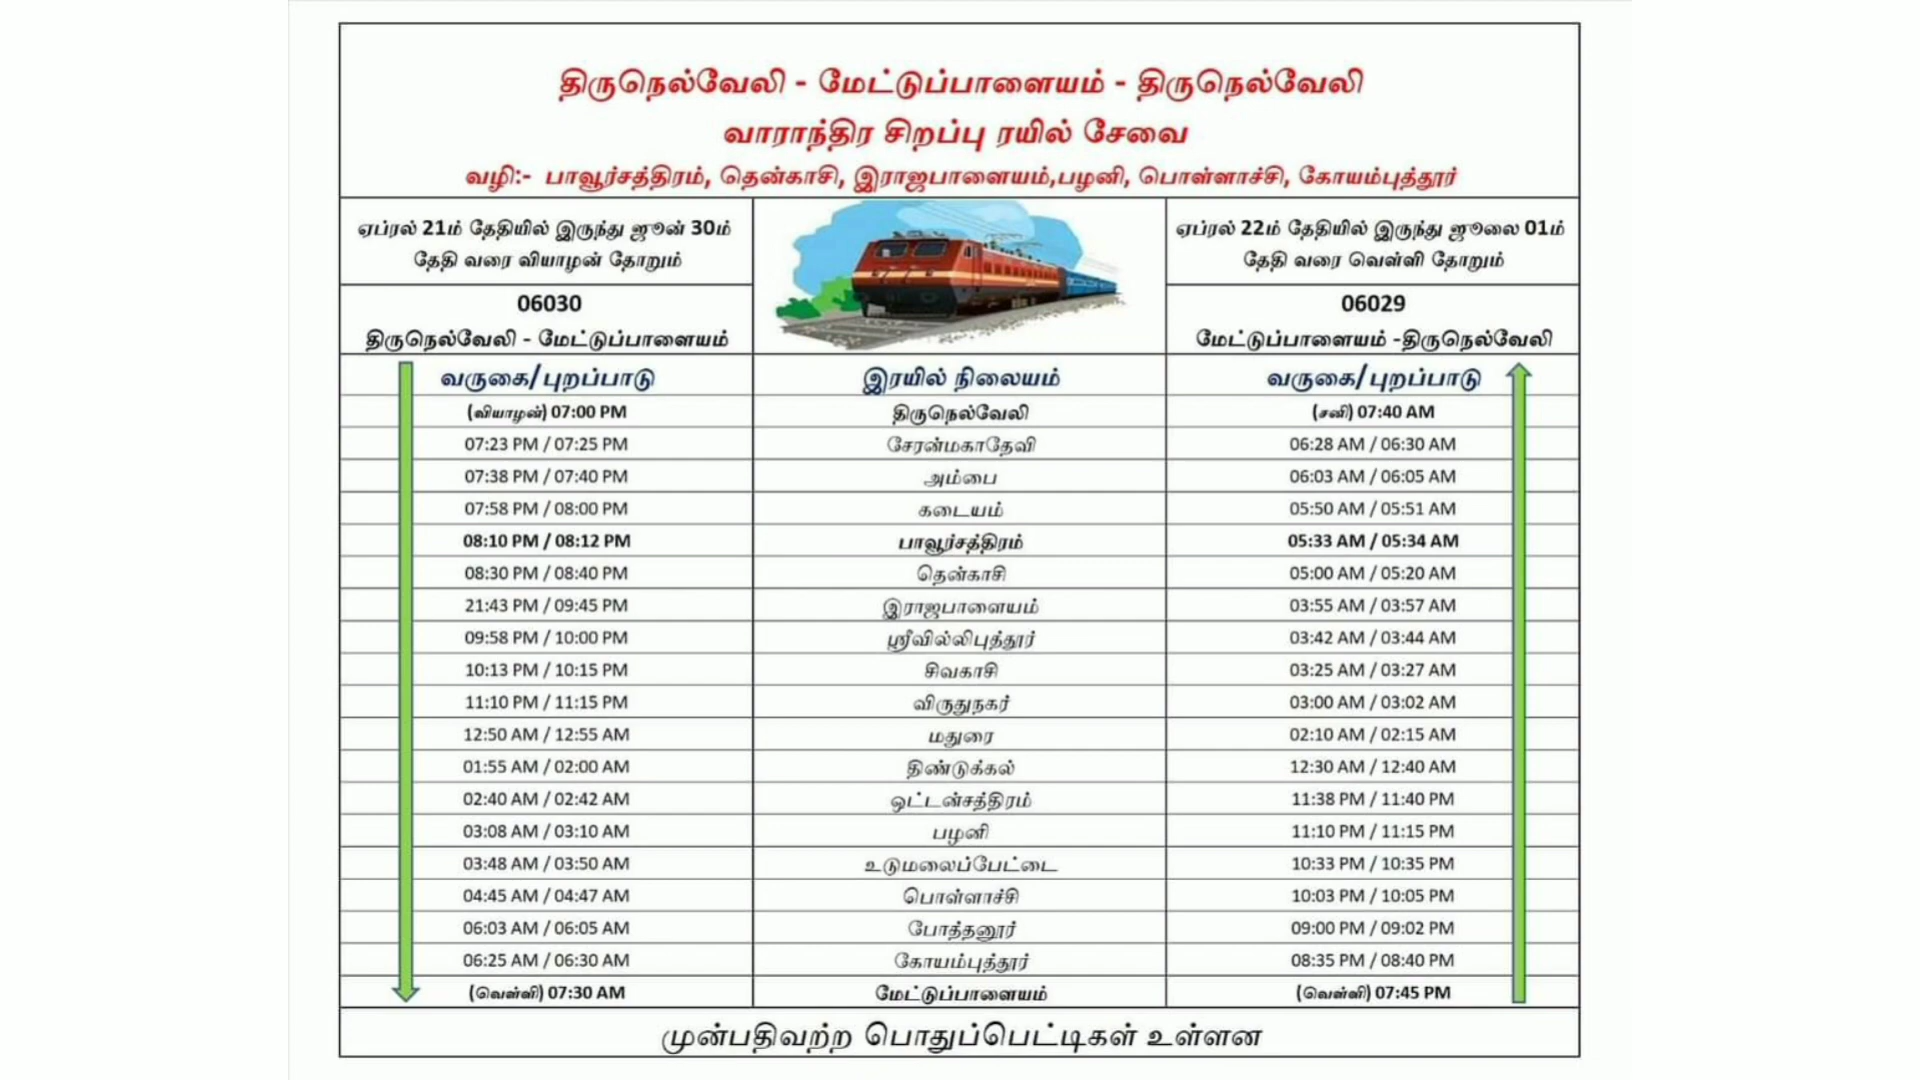 திருநெல்வேலி - மேட்டுப்பாளையம் - திருநெல்வேலி
வாராந்திர சிறப்பு ரயில் சேவை
வழி:- பாவூர்சத்திரம், தென்காசி, இராஜபாளையம்,பழனி, பொள்ளாச்சி, கோயம்புத்தூர்
ஏப்ரல் 21ம் தேதியில் இருந்து ஜூன் 30ம்
தேதி வரை வியாழன் தோறும்
ஏப்ரல் 22ம் தேதியில் இருந்து ஜூலை 01ம்
தேதி வரை வெள்ளி தோறும்
06030
திருநெல்வேலி - மேட்டுப்பாளையம்
06029
மேட்டுப்பாளையம் -திருநெல்வேலி
வருகை/புறப்பாடு இரயில் நிலையம் வருகை/புறப்பாடு
(வியாழன்) 07:00 PM திருநெல்வேலி (சனி) 07:40 AM
07:23 PM / 07:25 PM சேரன்மகாதேவி 06:28 AM / 06:30 AM
07:38 PM / 07:40 PM அம்பை 06:03 AM / 06:05 AM
07:58 PM / 08:00 PM கடையம் 05:50 AM / 05:51 AM
08:10 PM / 08:12 PM பாவூர்சத்திரம் 05:33 AM / 05:34 AM
08:30 PM / 08:40 PM தென்காசி 05:00 AM / 05:20 AM
21:43 PM / 09:45 PM இராஜபாளையம் 03:55 AM / 03:57 AM
09:58 PM / 10:00 PM ஸ்ரீவில்லிபுத்தூர் 03:42 AM / 03:44 AM
10:13 PM / 10:15 PM சிவகாசி 03:25 AM / 03:27 AM
11:10 PM / 11:15 PM விருதுநகர் 03:00 AM / 03:02 AM
12:50 AM / 12:55 AM மதுரை 02:10 AM / 02:15 AM
01:55 AM / 02:00 AM திண்டுக்கல் 12:30 AM / 12:40 AM
02:40 AM / 02:42 AM ஒட்டன்சத்திரம் 11:38 PM / 11:40 PM
03:08 AM / 03:10 AM பழனி 11:10 PM / 11:15 PM
03:48 AM / 03:50 AM உடுமலைப்பேட்டை 10:33 PM / 10:35 PM
04:45 AM / 04:47 AM பொள்ளாச்சி 10:03 PM / 10:05 PM
06:03 AM / 06:05 AM போத்தனூர் 09:00 PM / 09:02 PM
06:25 AM / 06:30 AM கோயம்புத்தூர் 08:35 PM / 08:40 PM
(வெள்ளி) 07:30 AM மேட்டுப்பாளையம் (வெள்ளி) 07:45 PM
முன்பதிவற்ற பொதுப்பெட்டிகள் உள்ளன